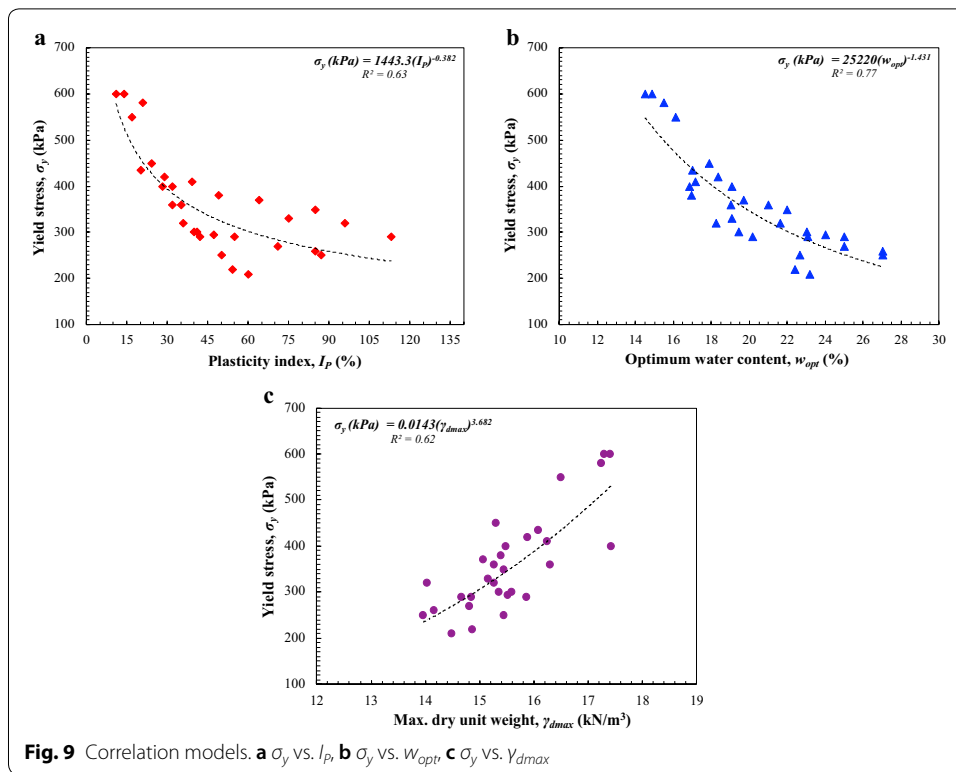 a
σy (kPa) = 1443.3(IP)-0.382
R² = 0.63
700
600
500
400
300
200
100
Yield stress, σy (kPa)
0 15 30 45 60 75 90 105 120 135
Plasticity index, IP (%)
b
σy (kPa) = 25220(wopt)-1.431
R² = 0.77
700
600
500
400
300
200
100
Yield stress, σy (kPa)
10 12 14 16 18 20 22 24 26 28 30
Optimum water content, wopt (%)
c
σy (kPa) = 0.0143(γdmax)3.682
R² = 0.62
700
600
500
400
300
200
100
Yield stress, σy (kPa)
12 13 14 15 16 17 18 19
Max. dry unit weight, γdmax (kN/m³)
Fig. 9 Correlation models. a σy vs. IP, b σy vs. wopt, c σy vs. γdmax